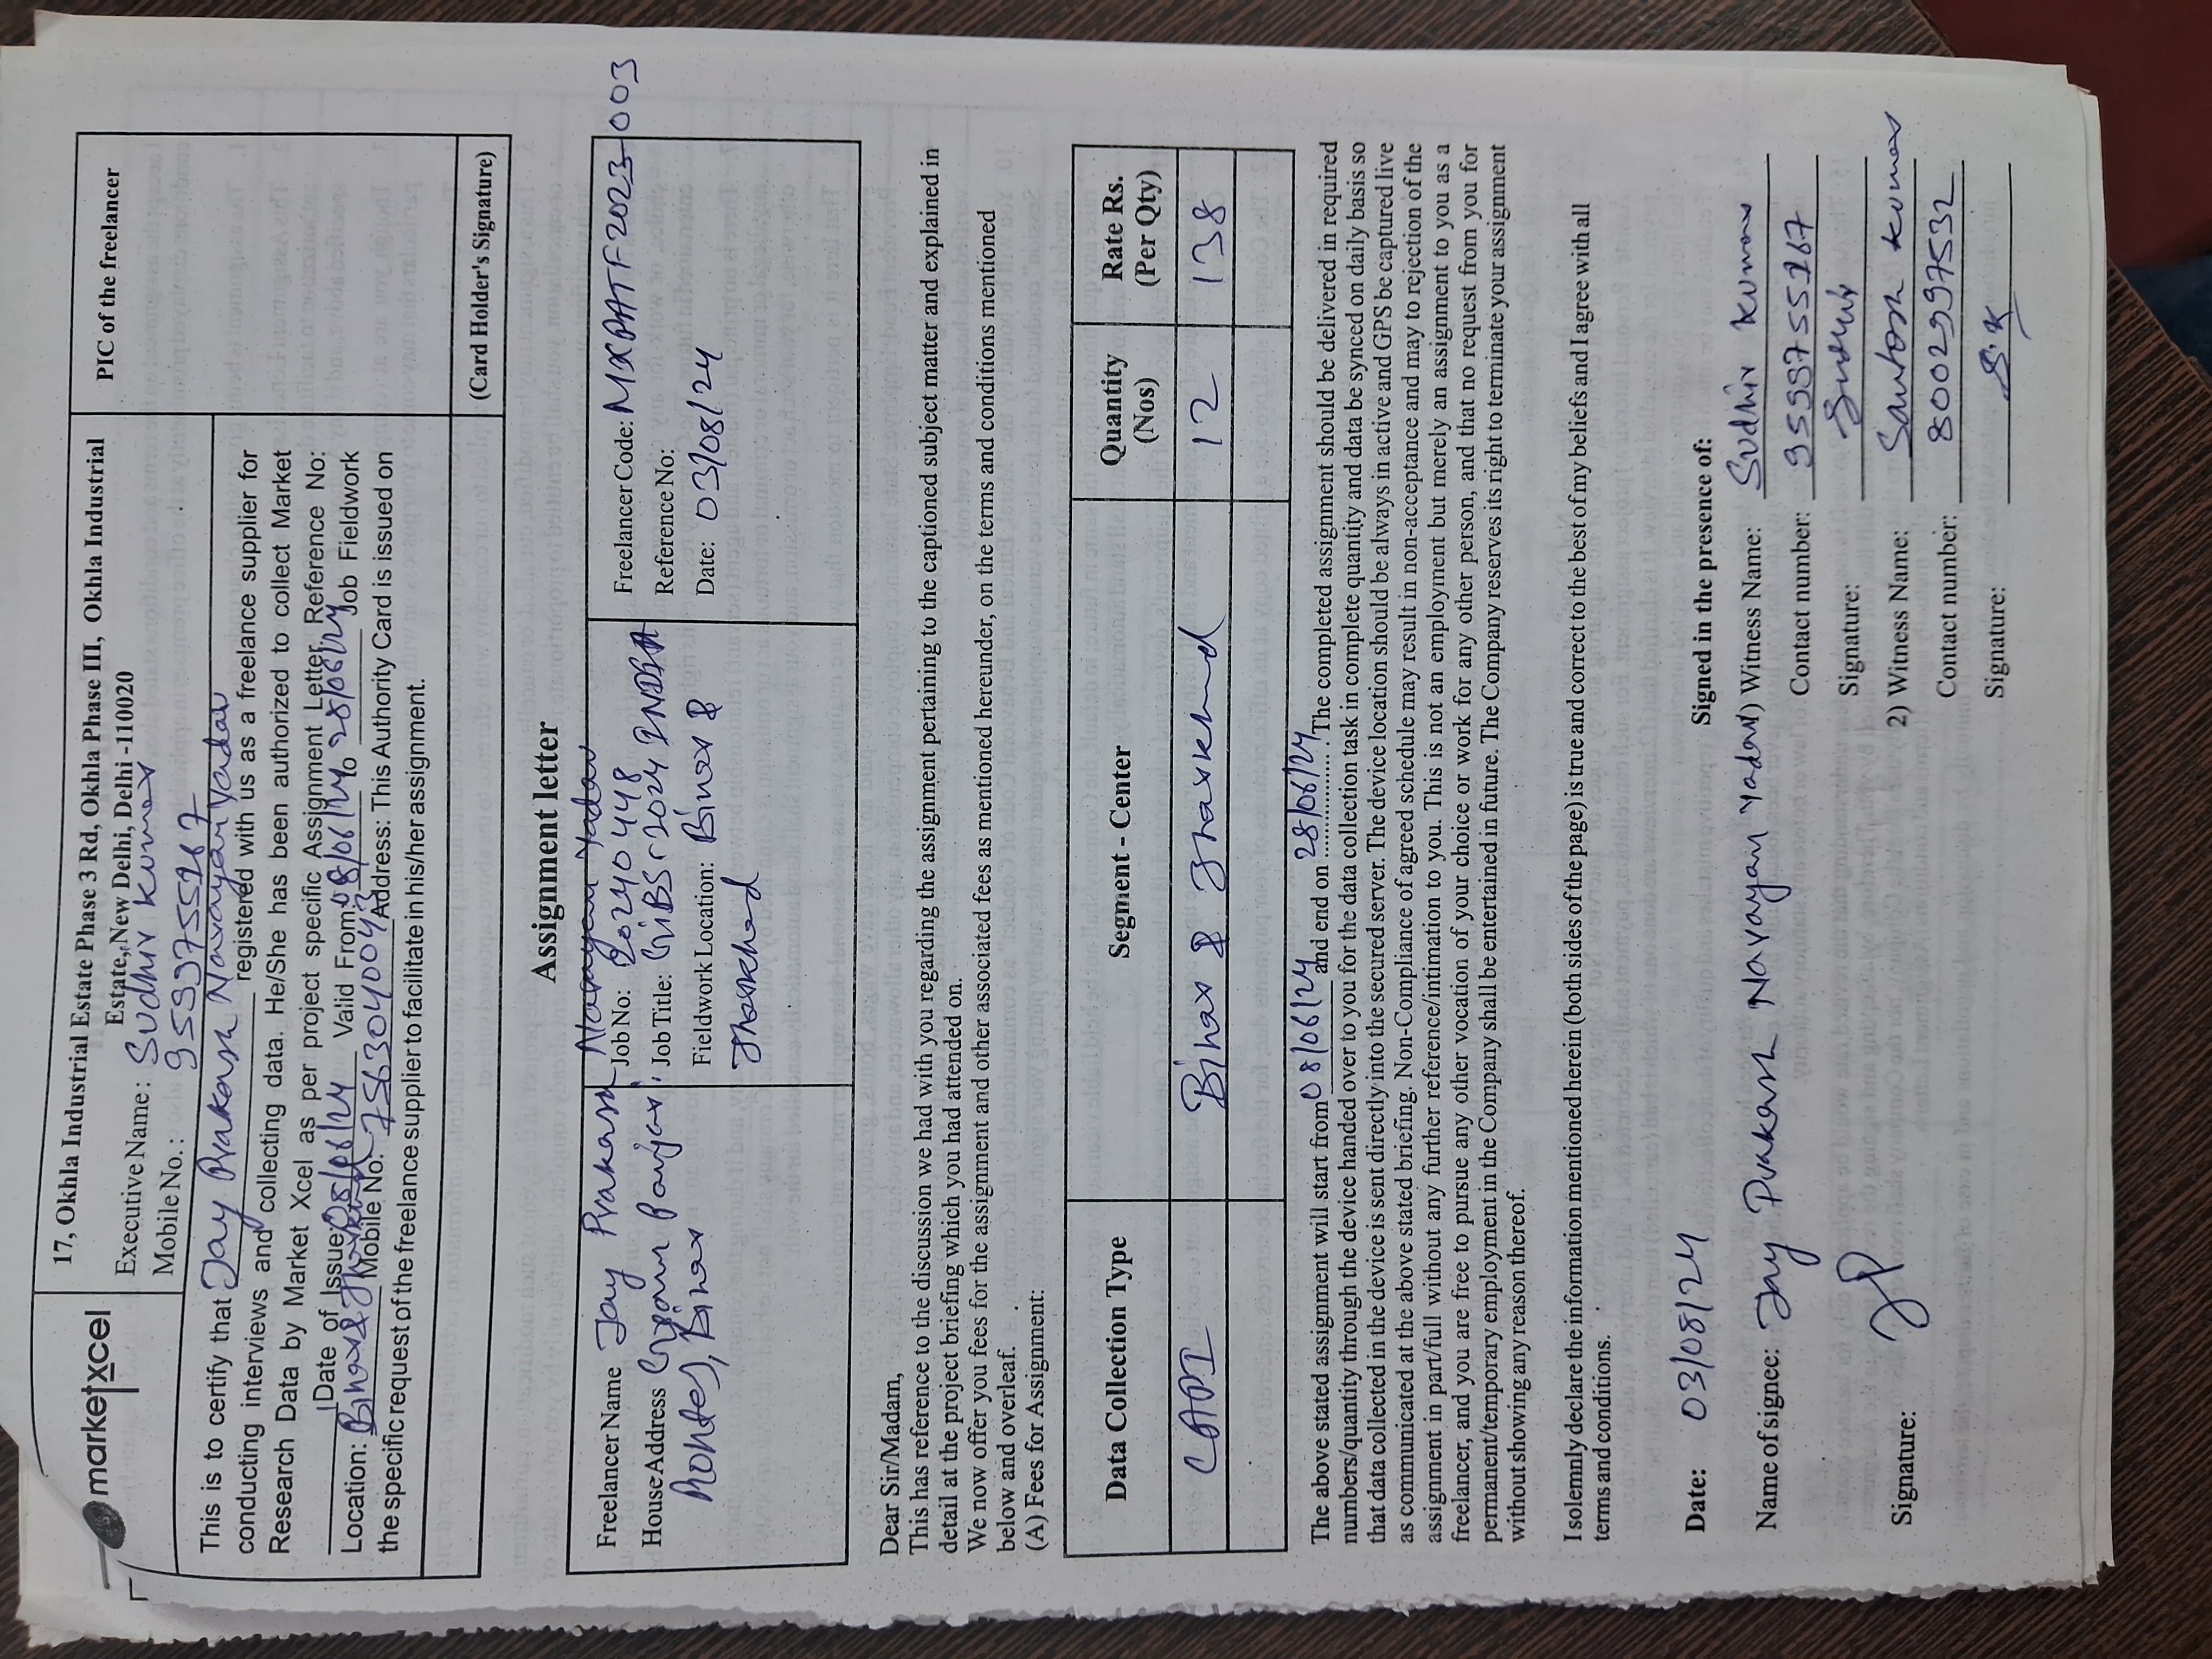 marketxcel
17, Okhla Industrial Estate Phase 3 Rd, Okhla Phase III, Okhla Industrial
Estate, New Delhi, Delhi -110020
Executive Name : Sudhir Kumar
Mobile No. : 9599755267
PIC of the freelancer
This is to certify that Jay Prakash Narayan Yadav
registered with us as a freelance supplier for
conducting interviews and collecting data. He/She has been authorized to collect Market
Research Data by Market Xcel as per project specific Assignment Letter, Reference No:
Date of Issue 08/06/24 Valid From 08/06/24 to 28/06/24 Job Fieldwork
Location: Bihar & Jharkhand Mobile No: 7563040043 Address: This Authority Card is issued on
the specific request of the freelance supplier to facilitate in his/her assignment.
(Card Holder's Signature)
Assignment letter
Freelancer Name Jay Prakash Narayan Yadav
House Address Gram Panjar
Rohtas, Bihar
Job No: 20240448
Job Title: GIBS-2024 INDIA
Fieldwork Location: Bihar &
Jharkhand
Freelancer Code: MXPATF2023-003
Reference No:
Date: 03/08/24
Dear Sir/Madam,
This has reference to the discussion we had with you regarding the assignment pertaining to the captioned subject matter and explained in
detail at the project briefing which you had attended on.
We now offer you fees for the assignment and other associated fees as mentioned hereunder, on the terms and conditions mentioned
below and overleaf.
(A) Fees for Assignment:
Data Collection Type Segment - Center Quantity (Nos) Rate Rs. (Per Qty)
CAPI Bihar & Jharkhand 12 138
The above stated assignment will start from 08/06/24 and end on 28/06/24 The completed assignment should be delivered in required
numbers/quantity through the device handed over to you for the data collection task in complete quantity and data be synced on daily basis so
that data collected in the device is sent directly into the secured server. The device location should be always in active and GPS be captured live
as communicated at the above stated briefing. Non-Compliance of agreed schedule may result in non-acceptance and may to rejection of the
assignment in part/full without any further reference/intimation to you. This is not an employment but merely an assignment to you as a
freelancer, and you are free to pursue any other vocation of your choice or work for any other person, and that no request from you for
permanent/temporary employment in the Company shall be entertained in future. The Company reserves its right to terminate your assignment
without showing any reason thereof.
I solemnly declare the information mentioned herein (both sides of the page) is true and correct to the best of my beliefs and I agree with all
terms and conditions.
Date: 03/08/24
Signed in the presence of:
Name of signee: Jay Prakash Narayan Yadav
1) Witness Name: Sudhir Kumar
Contact number: 9599755267
Signature: Sudhir
Signature: JP
2) Witness Name: Santosh Kumar
Contact number: 8002997532
Signature: S.K